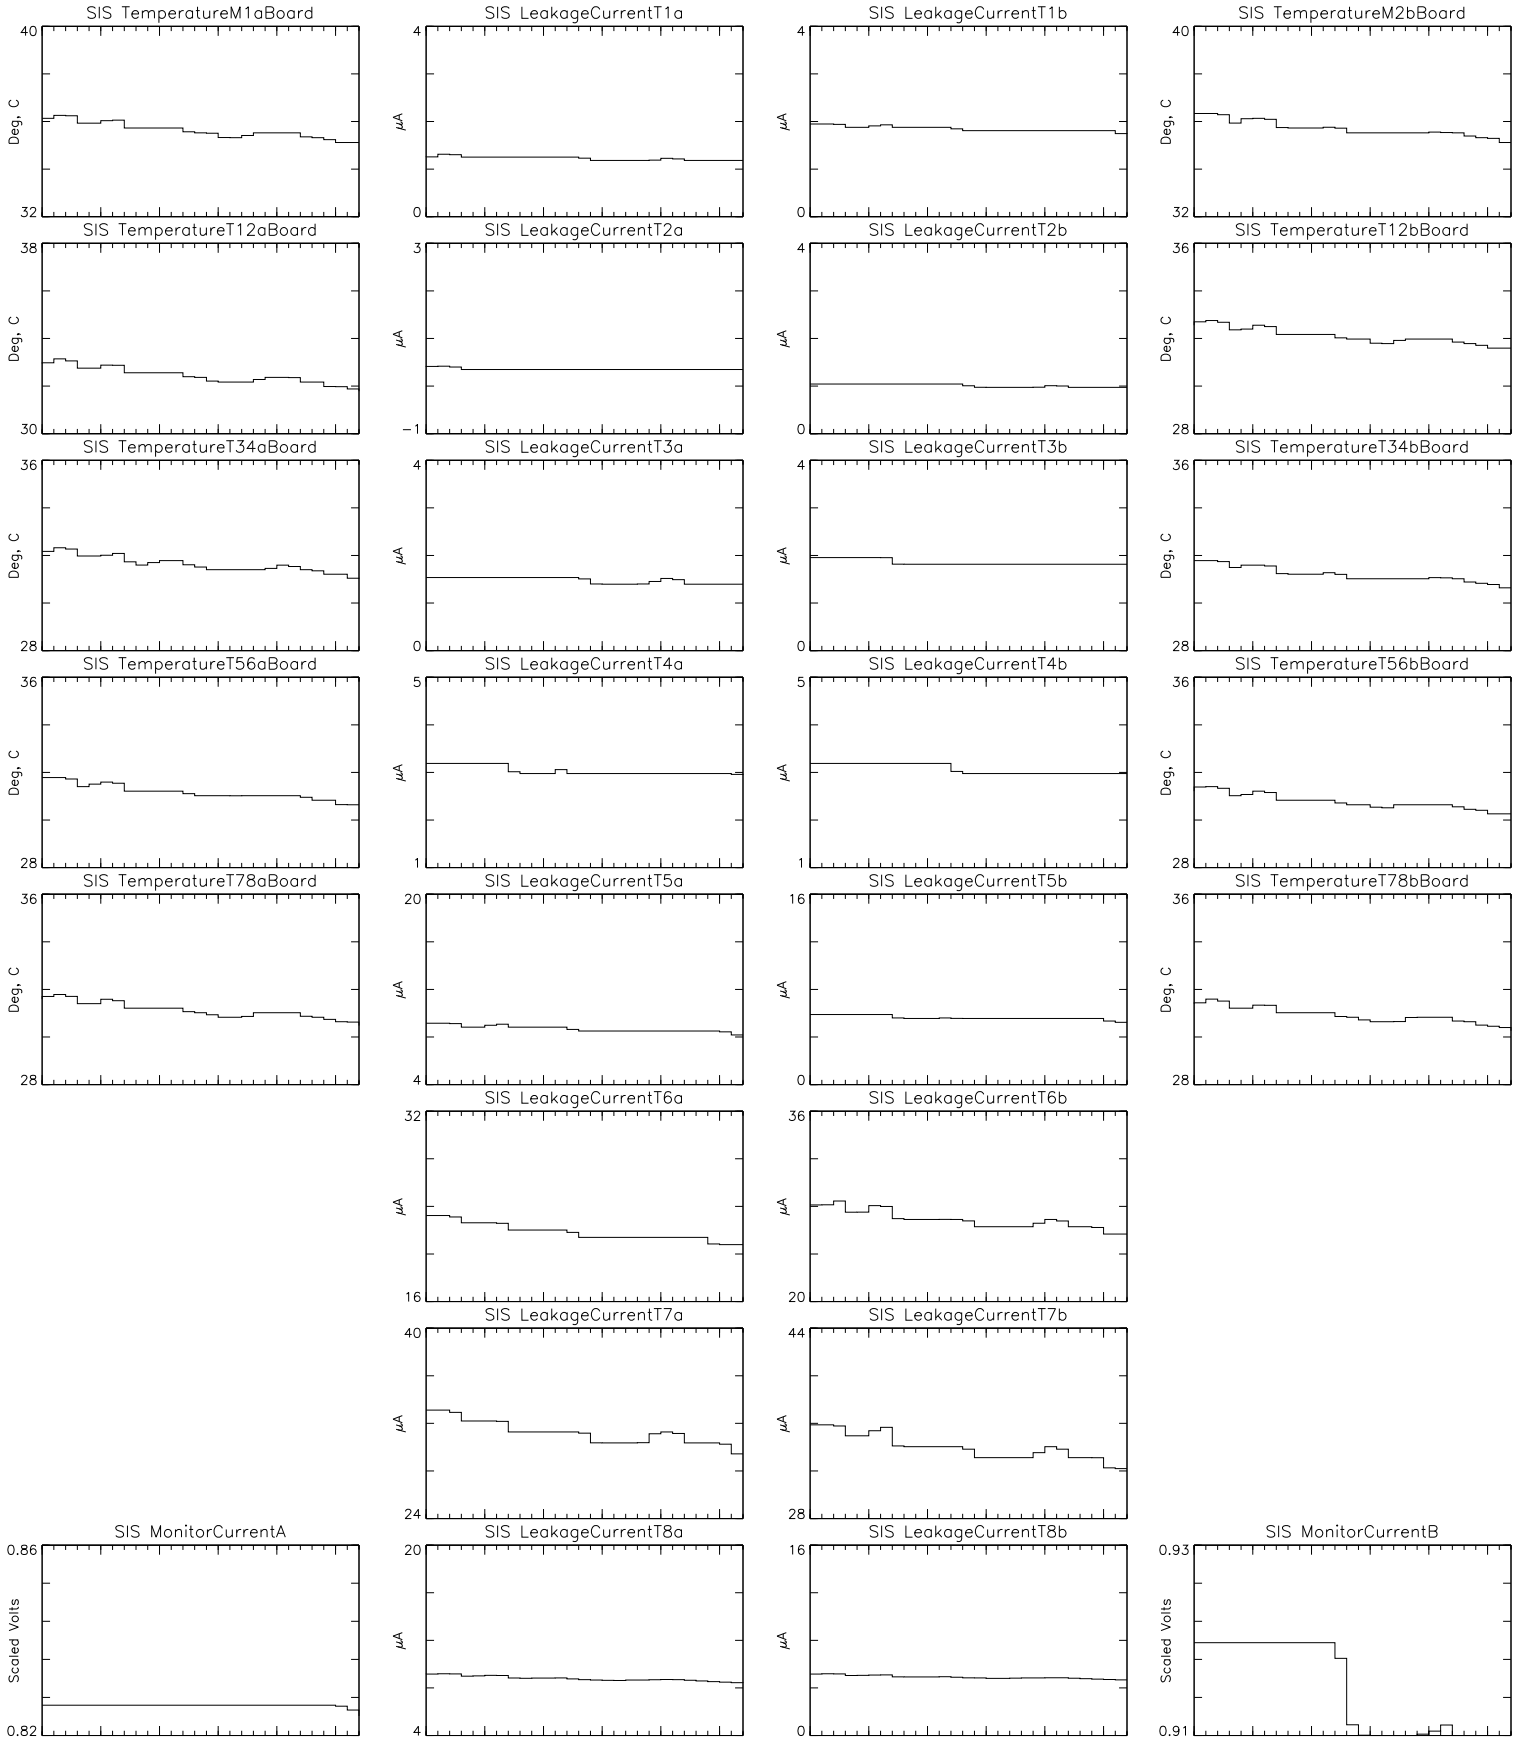 SIS TemperatureM1aBoard
40
Deg, C
32
SIS LeakageCurrentT1a
4
μA
0
SIS LeakageCurrentT1b
4
μA
0
SIS TemperatureM2bBoard
40
Deg, C
32
SIS TemperatureT12aBoard
38
Deg, C
30
SIS LeakageCurrentT2a
3
μA
-1
SIS LeakageCurrentT2b
4
μA
0
SIS TemperatureT12bBoard
36
Deg, C
28
SIS TemperatureT34aBoard
36
Deg, C
28
SIS LeakageCurrentT3a
4
μA
0
SIS LeakageCurrentT3b
4
μA
0
SIS TemperatureT34bBoard
36
Deg, C
28
SIS TemperatureT56aBoard
36
Deg, C
28
SIS LeakageCurrentT4a
5
μA
1
SIS LeakageCurrentT4b
5
μA
1
SIS TemperatureT56bBoard
36
Deg, C
28
SIS TemperatureT78aBoard
36
Deg, C
28
SIS LeakageCurrentT5a
20
μA
4
SIS LeakageCurrentT5b
16
μA
0
SIS TemperatureT78bBoard
36
Deg, C
28
SIS LeakageCurrentT6a
32
μA
16
SIS LeakageCurrentT6b
36
μA
20
SIS LeakageCurrentT7a
40
μA
24
SIS LeakageCurrentT7b
44
μA
28
SIS MonitorCurrentA
0.86
Scaled Volts
0.82
SIS LeakageCurrentT8a
20
μA
4
SIS LeakageCurrentT8b
16
μA
0
SIS MonitorCurrentB
0.93
Scaled Volts
0.91